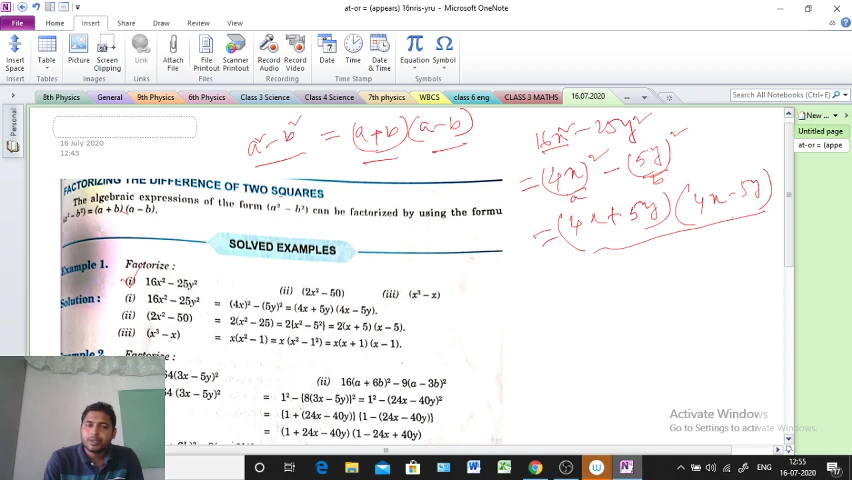 at-or = (appears) 16nris-yru - Microsoft OneNote
File Home Insert Draw History Review View
Insert Space
Table
Picture
Screen Clipping
Link
Attach File
File Printout
Scanner Printout
Record Audio
Record Video
Date
Time
Date & Time
Equation
Symbol
Insert Tables Images Links Files Recording Time Stamp Symbols
8th Physics General 9th Physics 6th Physics Class 3 Science Class 4 Science 7th physics WBCS class 6 eng CLASS 3 MATHS 16.07.2020 Search All Notebooks (Ctrl+E)
New
Untitled page
at-or = (appe
16 July 2020
12:43
a² - b² = (a+b)(a-b)
16x² - 25y²
= (4x)² - (5y)²
a b
= (4x + 5y)(4x - 5y)
FACTORIZING THE DIFFERENCE OF TWO SQUARES
The algebraic expressions of the form (a² – b²) can be factorized by using the formu
(a² – b²) = (a + b) (a – b).
SOLVED EXAMPLES
Example 1. Factorize :
(i) 16x² – 25y² (ii) (2x² – 50) (iii) (x³ – x)
Solution : (i) 16x² – 25y² = (4x)² – (5y)² = (4x + 5y) (4x – 5y).
(ii) (2x² – 50) = 2(x² – 25) = 2{x² – 5²} = 2(x + 5) (x – 5).
(iii) (x³ – x) = x(x² – 1) = x (x² – 1²) = x(x + 1) (x – 1).
Example 2. Factorize :
64(3x – 5y)² (ii) 16(a + 6b)² – 9(a – 3b)²
64 (3x – 5y)² = 1² – {8(3x – 5y)}² = 1² – (24x – 40y)²
= {1 + (24x – 40y)} {1 – (24x – 40y)}
= (1 + 24x – 40y) (1 – 24x + 40y)
Activate Windows
Go to Settings to activate Windows.
ENG
12:55
16-07-2020